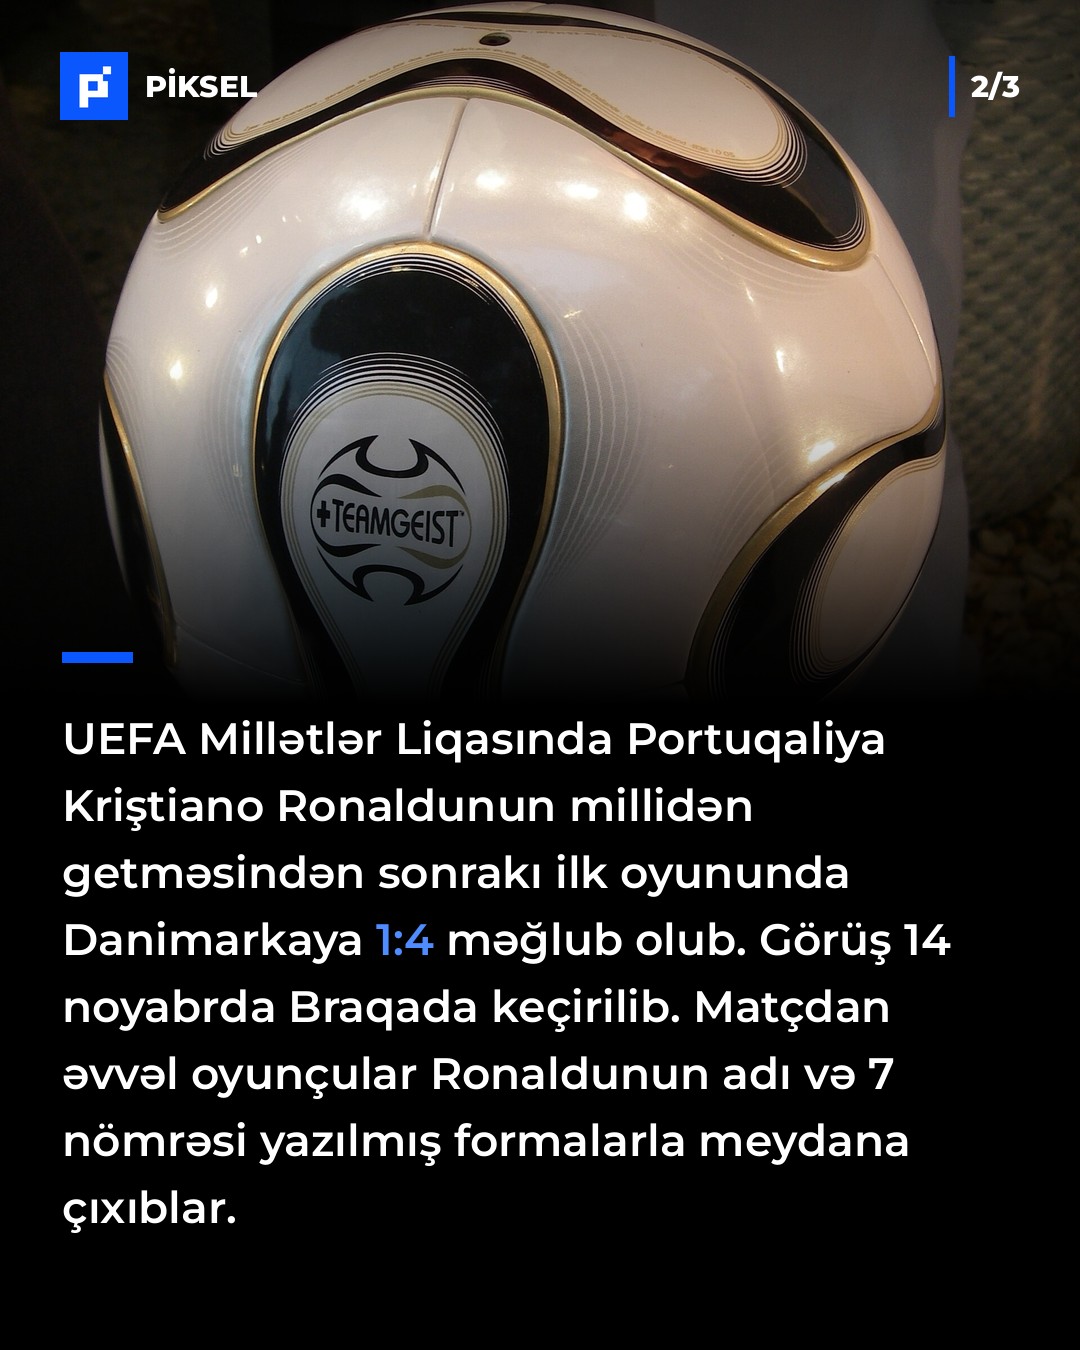 PİKSEL
2/3
+TEAMGEIST
UEFA Millətlər Liqasında Portuqaliya
Kriştiano Ronaldunun millidən
getməsindən sonrakı ilk oyununda
Danimarkaya 1:4 məğlub olub. Görüş 14
noyabrda Braqada keçirilib. Matçdan
əvvəl oyunçular Ronaldunun adı və 7
nömrəsi yazılmış formalarla meydana
çıxıblar.